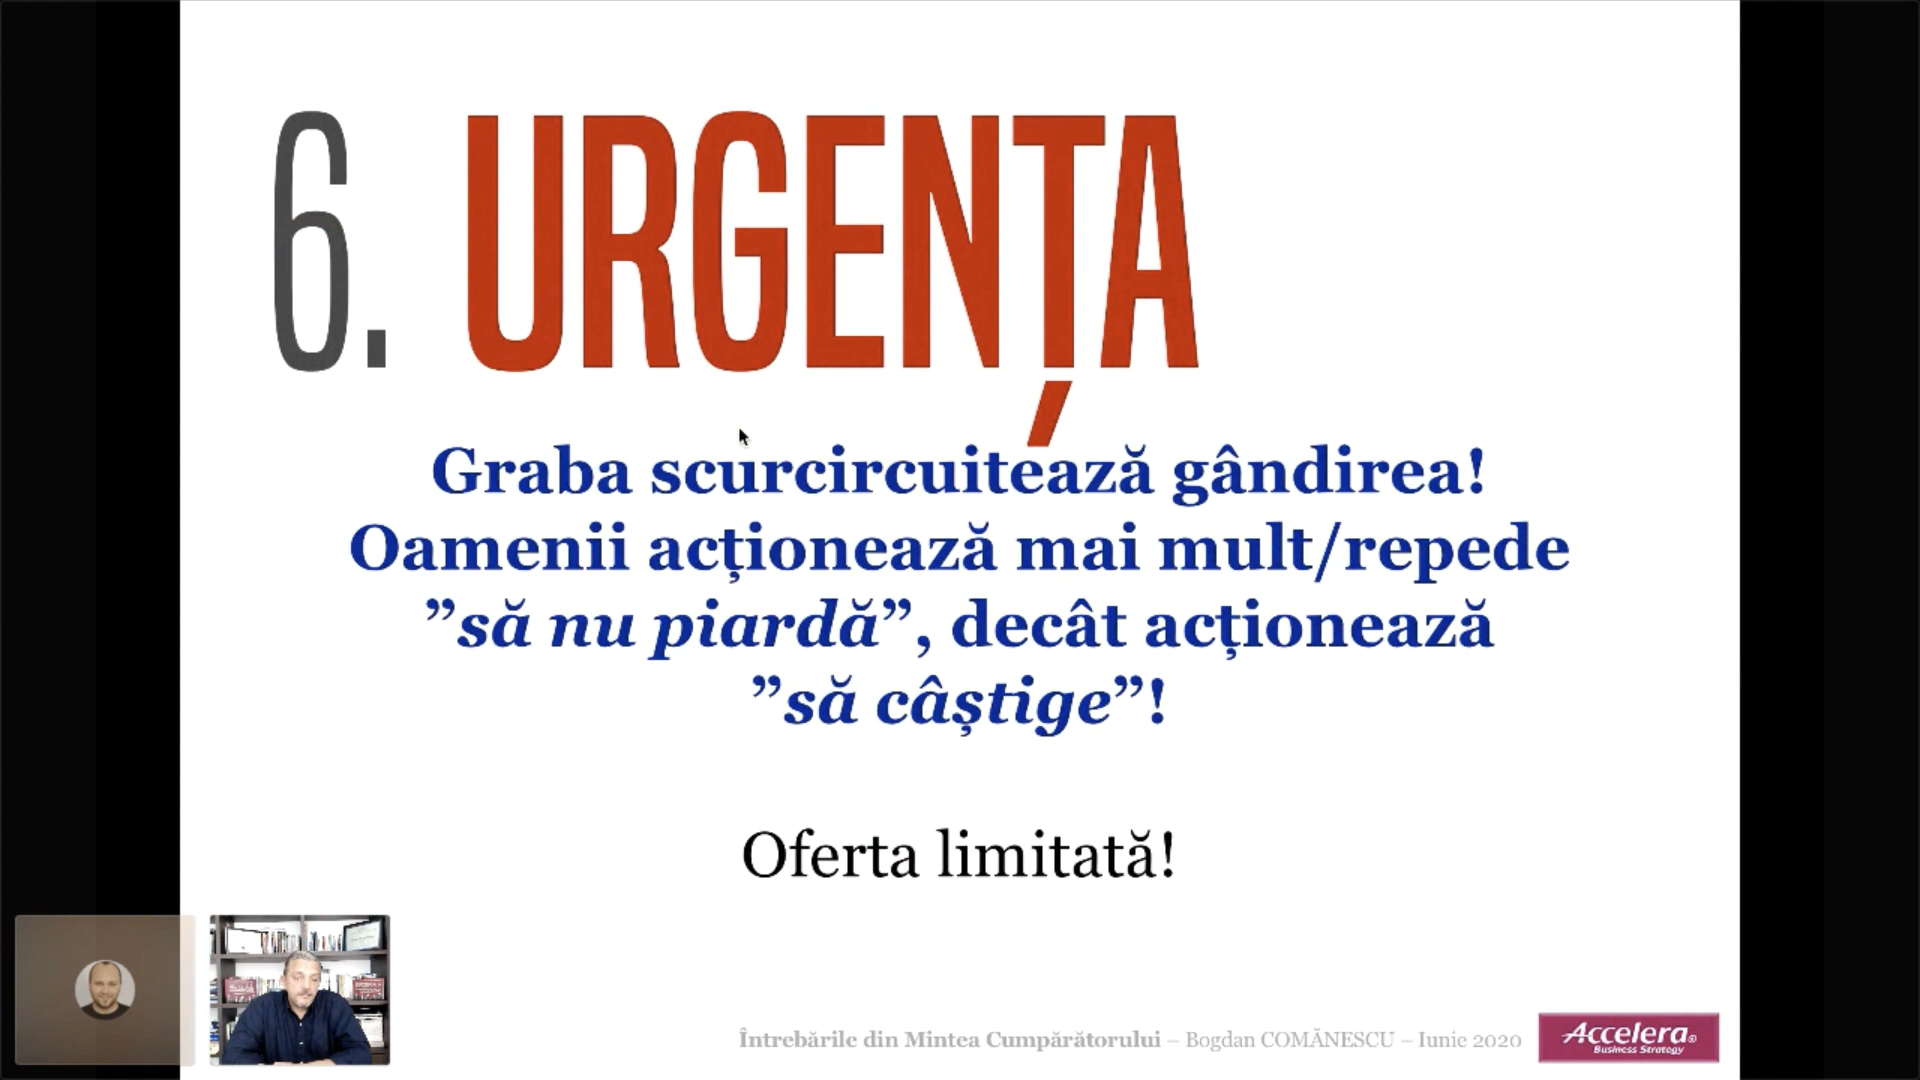 6. URGENȚA
Graba scurcircuitează gândirea!
Oamenii acționează mai mult/repede
”să nu piardă”, decât acționează
”să câștige”!
Oferta limitată!
Întrebările din Mintea Cumpărătorului – Bogdan COMĂNESCU – Iunie 2020
Accelera®
Business Strategy